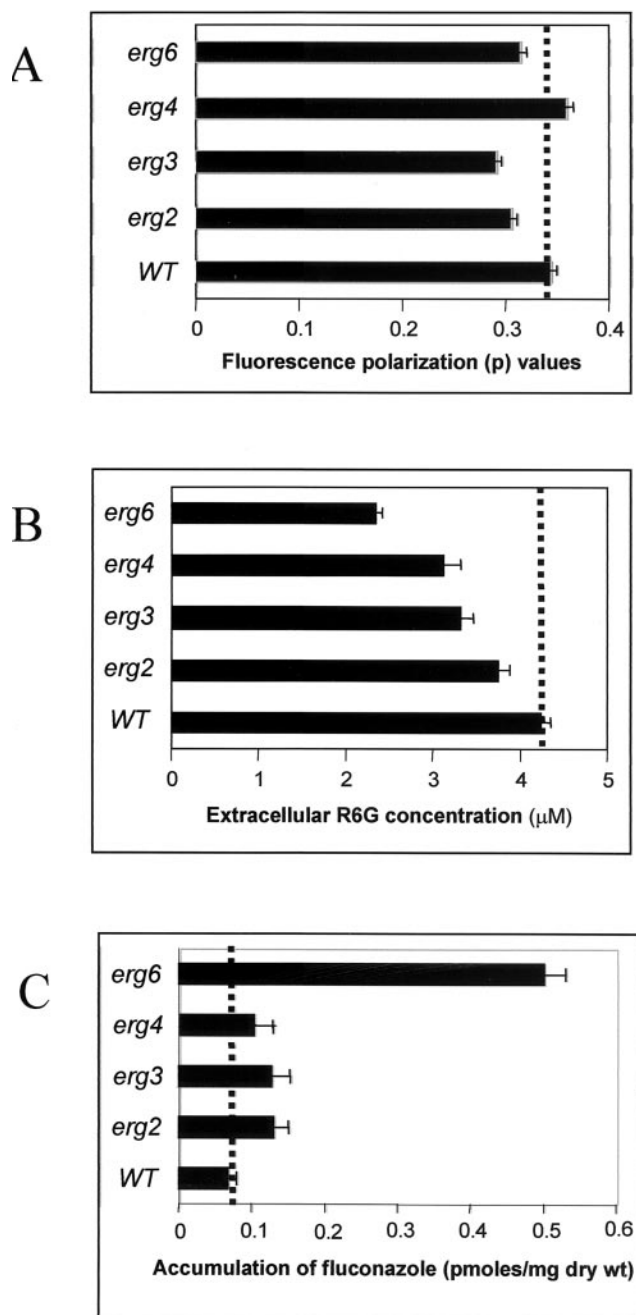 A
erg6
erg4
erg3
erg2
WT
0 0.1 0.2 0.3 0.4
Fluorescence polarization (p) values
B
erg6
erg4
erg3
erg2
WT
0 1 2 3 4 5
Extracellular R6G concentration (μM)
C
erg6
erg4
erg3
erg2
WT
0 0.1 0.2 0.3 0.4 0.5 0.6
Accumulation of fluconazole (pmoles/mg dry wt)